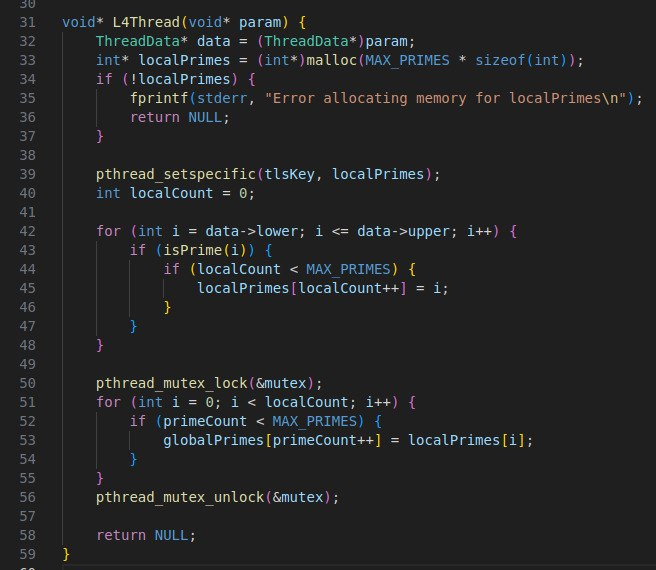 30
31 void* L4Thread(void* param) {
32     ThreadData* data = (ThreadData*)param;
33     int* localPrimes = (int*)malloc(MAX_PRIMES * sizeof(int));
34     if (!localPrimes) {
35         fprintf(stderr, "Error allocating memory for localPrimes\n");
36         return NULL;
37     }
38
39     pthread_setspecific(tlsKey, localPrimes);
40     int localCount = 0;
41
42     for (int i = data->lower; i <= data->upper; i++) {
43         if (isPrime(i)) {
44             if (localCount < MAX_PRIMES) {
45                 localPrimes[localCount++] = i;
46             }
47         }
48     }
49
50     pthread_mutex_lock(&mutex);
51     for (int i = 0; i < localCount; i++) {
52         if (primeCount < MAX_PRIMES) {
53             globalPrimes[primeCount++] = localPrimes[i];
54         }
55     }
56     pthread_mutex_unlock(&mutex);
57
58     return NULL;
59 }
60